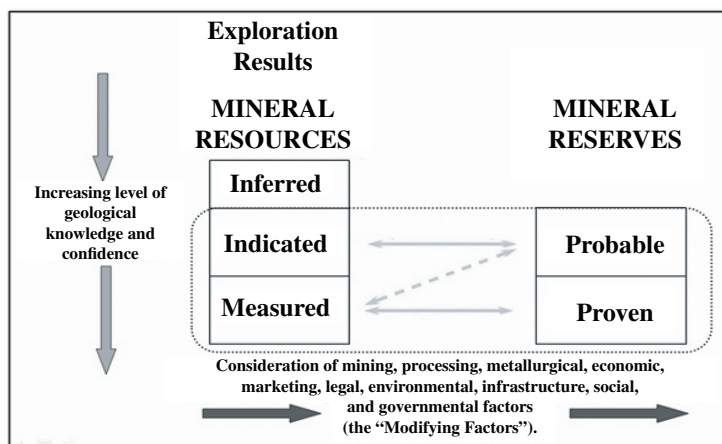 Exploration
Results
MINERAL
RESOURCES
MINERAL
RESERVES
Increasing level of
geological
knowledge and
confidence
Inferred
Indicated
Measured
Probable
Proven
Consideration of mining, processing, metallurgical, economic,
marketing, legal, environmental, infrastructure, social,
and governmental factors
(the “Modifying Factors”).